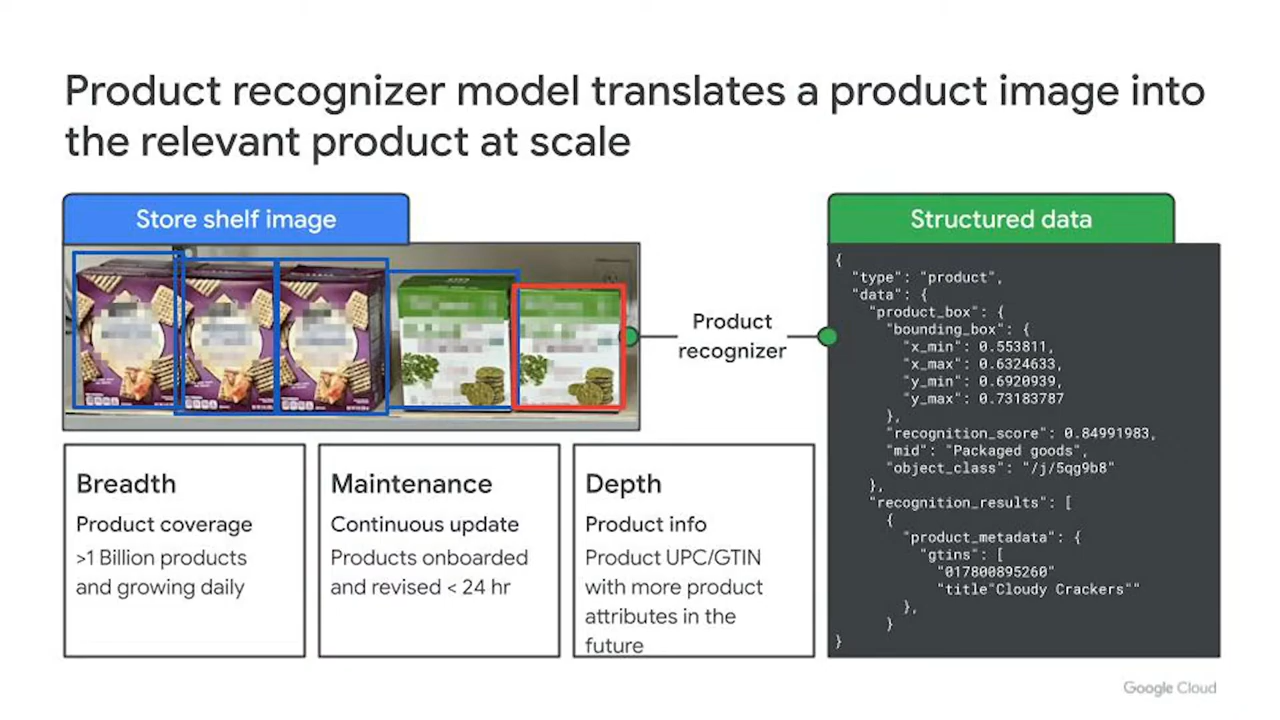 Product recognizer model translates a product image into
the relevant product at scale
Store shelf image
Product
recognizer
Structured data
{
"type": "product",
"data": {
"product_box": {
"bounding_box": {
"x_min": 0.553811,
"x_max": 0.6324633,
"y_min": 0.6920939,
"y_max": 0.73183787
},
"recognition_score": 0.84991983,
"mid": "Packaged goods",
"object_class": "/j/5qg9b8"
},
"recognition_results": [
{
"product_metadata": {
"gtins": [
"017800895260"
"title"Cloudy Crackers""
},
}
}
Breadth
Product coverage
>1 Billion products
and growing daily
Maintenance
Continuous update
Products onboarded
and revised < 24 hr
Depth
Product info
Product UPC/GTIN
with more product
attributes in the
future
Google Cloud